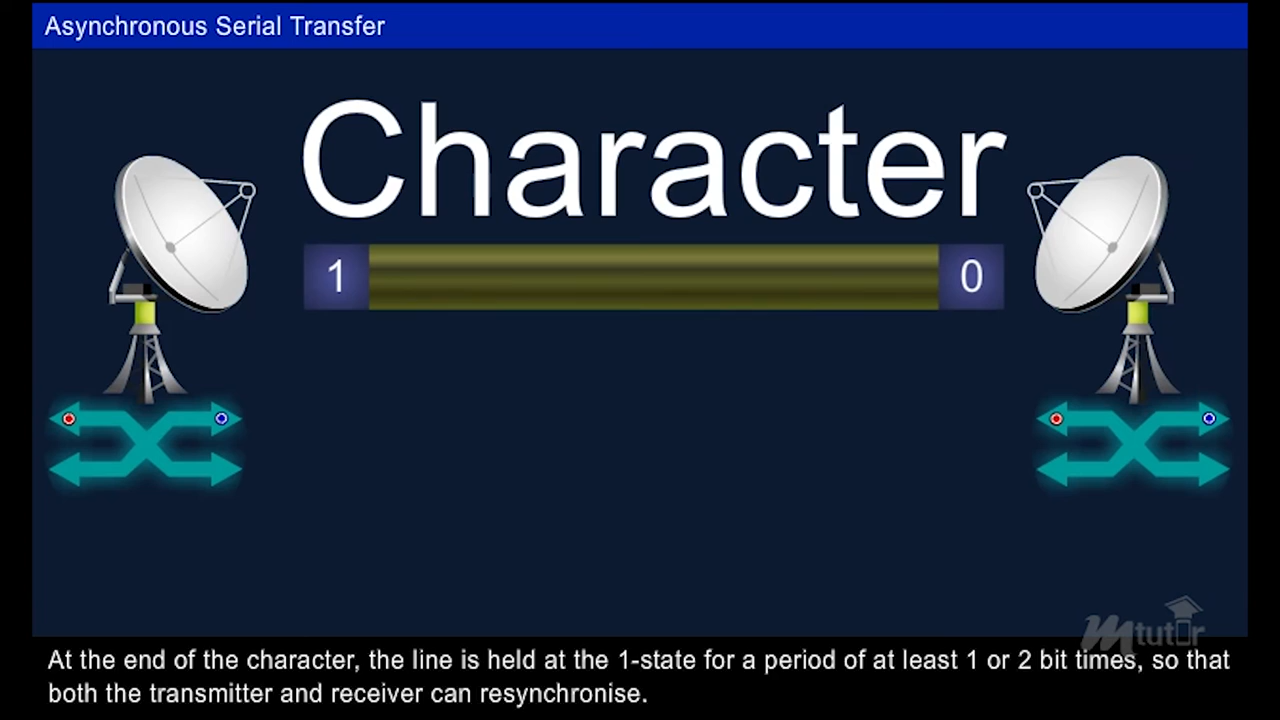 Asynchronous Serial Transfer
Character
1 0
mtutor
At the end of the character, the line is held at the 1-state for a period of at least 1 or 2 bit times, so that
both the transmitter and receiver can resynchronise.